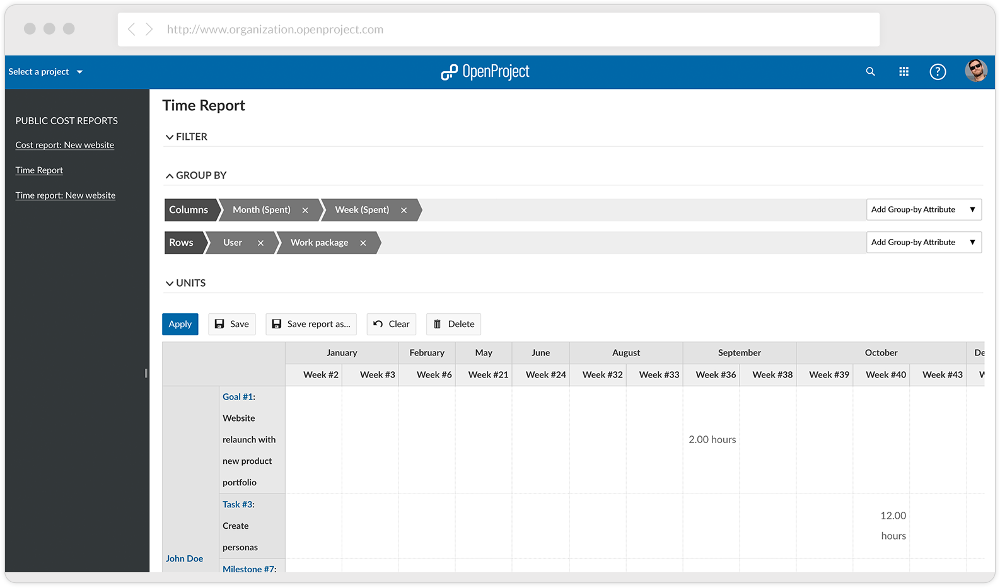 http://www.organization.openproject.com
Select a project
OpenProject
?
PUBLIC COST REPORTS
Cost report: New website
Time Report
Time report: New website
Time Report
FILTER
GROUP BY
Columns Month (Spent) × Week (Spent) × Add Group-by Attribute ▼
Rows User × Work package × Add Group-by Attribute ▼
UNITS
Apply Save Save report as... Clear Delete
January February May June August September October De
Week #2 Week #3 Week #6 Week #21 Week #24 Week #32 Week #33 Week #36 Week #38 Week #39 Week #40 Week #43
Goal #1:
Website
relaunch with
new product
portfolio
2.00 hours
Task #3:
Create
personas
12.00
hours
John Doe
Milestone #7: